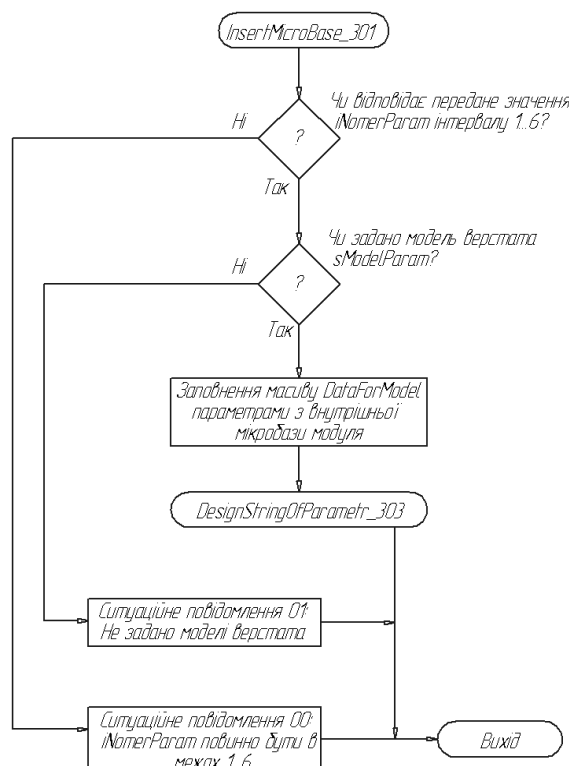 InsertMicroBase_301
Чи відповідає передане значення
iNomerParam інтервалу 1..6?
Ні
?
Так
Чи задано модель верстата
sModelParam?
Ні
?
Так
Заповнення масиву DataForModel
параметрами з внутрішньої
мікробази модуля
DesignStringOfParametr_303
Ситуаційне повідомлення 01:
Не задано моделі верстата
Ситуаційне повідомлення 00:
iNomerParam повинно бути в
межах 1..6
Вихід